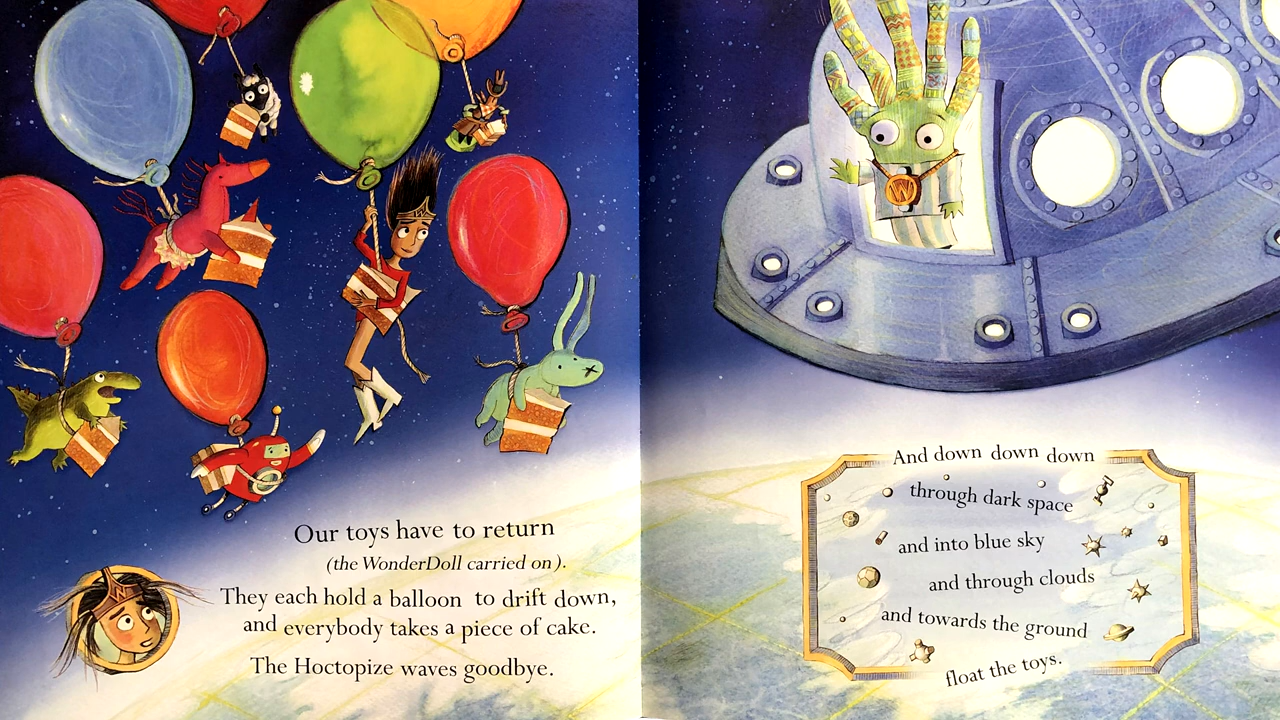 Our toys have to return
(the WonderDoll carried on).
They each hold a balloon to drift down,
and everybody takes a piece of cake.
The Hoctopize waves goodbye.
W
And down down down
through dark space
and into blue sky
and through clouds
and towards the ground
float the toys.